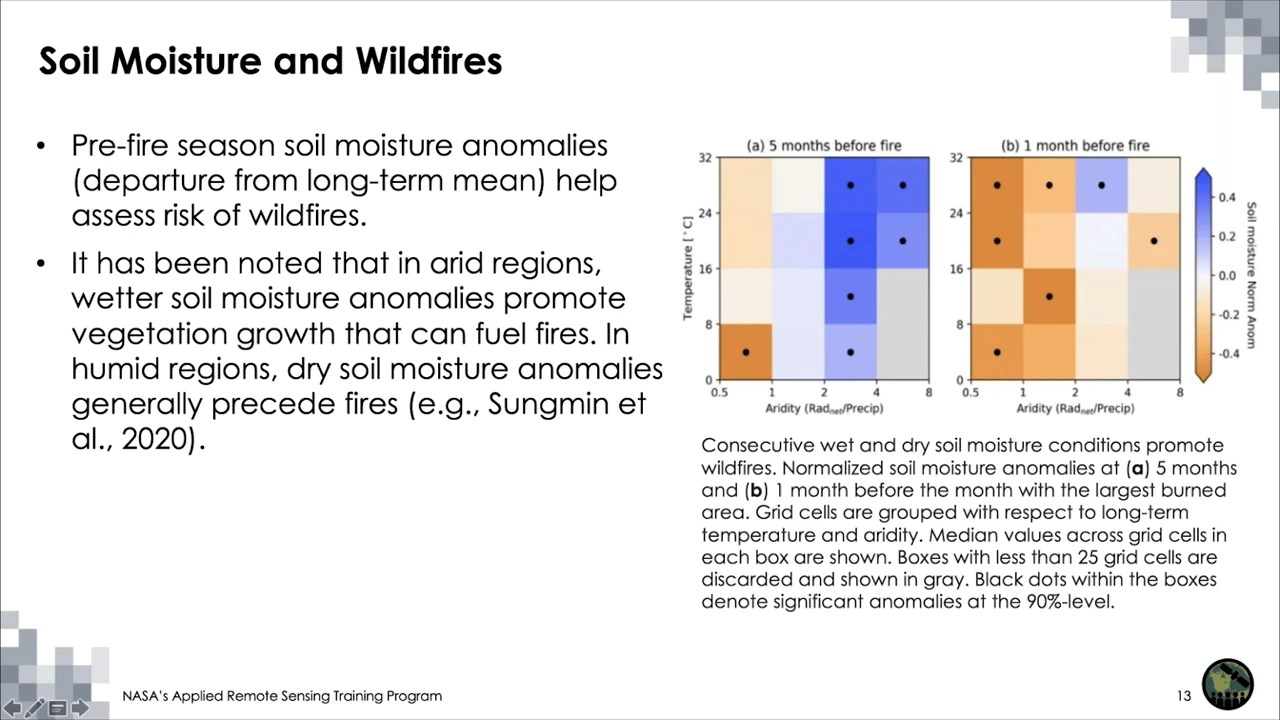 Soil Moisture and Wildfires
• Pre-fire season soil moisture anomalies
(departure from long-term mean) help
assess risk of wildfires.
• It has been noted that in arid regions,
wetter soil moisture anomalies promote
vegetation growth that can fuel fires. In
humid regions, dry soil moisture anomalies
generally precede fires (e.g., Sungmin et
al., 2020).
(a) 5 months before fire
32
24
16
8
0
Temperature [°C]
0.5 1 2 4 8
Aridity (Radnet/Precip)
(b) 1 month before fire
32
24
16
8
0
0.5 1 2 4 8
Aridity (Radnet/Precip)
0.4
0.2
0.0
-0.2
-0.4
Soil moisture Norm Anom
Consecutive wet and dry soil moisture conditions promote
wildfires. Normalized soil moisture anomalies at (a) 5 months
and (b) 1 month before the month with the largest burned
area. Grid cells are grouped with respect to long-term
temperature and aridity. Median values across grid cells in
each box are shown. Boxes with less than 25 grid cells are
discarded and shown in gray. Black dots within the boxes
denote significant anomalies at the 90%-level.
NASA's Applied Remote Sensing Training Program
13